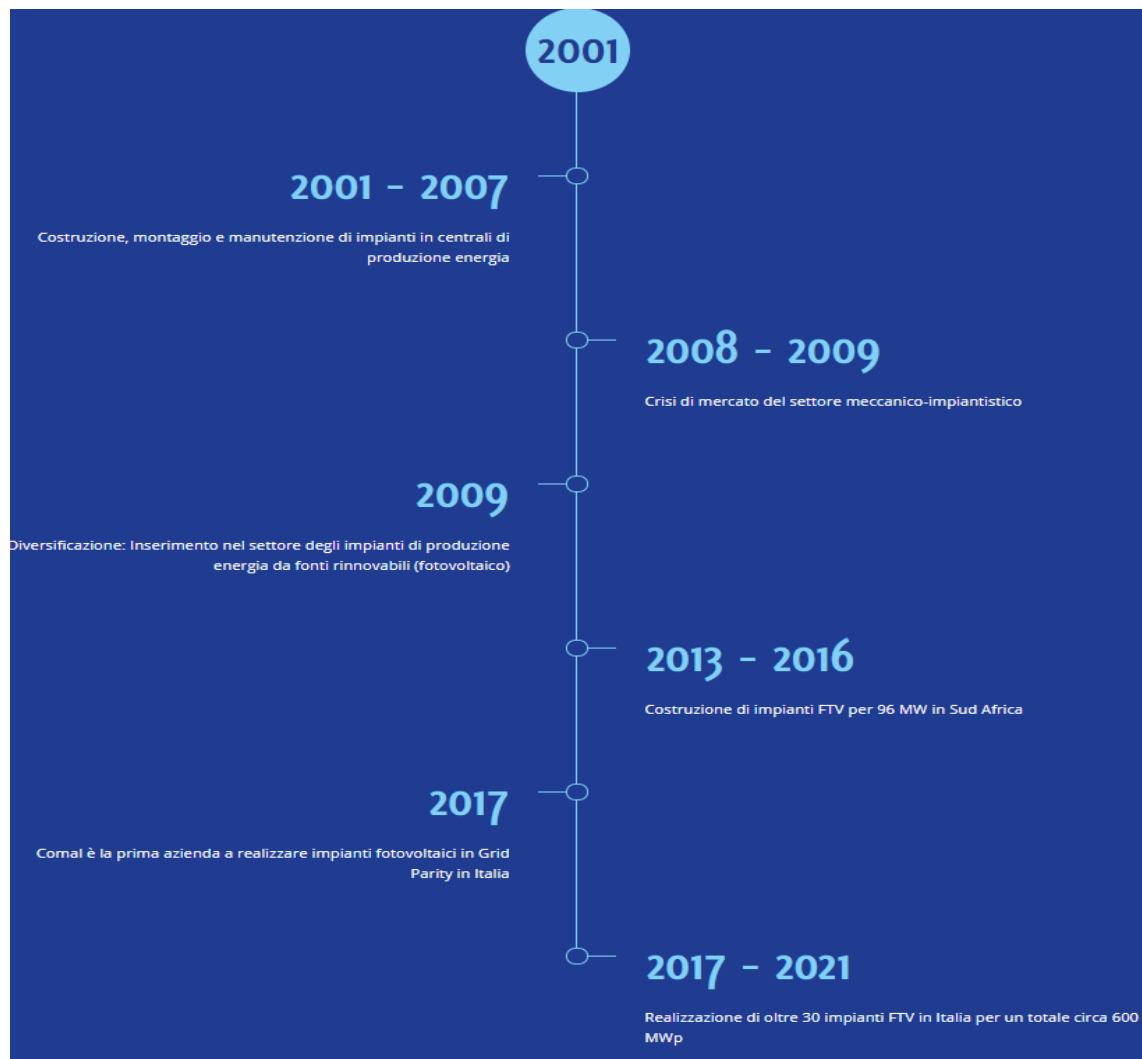 2001
2001 - 2007
Costruzione, montaggio e manutenzione di impianti in centrali di
produzione energia
2008 - 2009
Crisi di mercato del settore meccanico-impiantistico
2009
Diversificazione: Inserimento nel settore degli impianti di produzione
energia da fonti rinnovabili (fotovoltaico)
2013 - 2016
Costruzione di impianti FTV per 96 MW in Sud Africa
2017
Comal è la prima azienda a realizzare impianti fotovoltaici in Grid
Parity in Italia
2017 - 2021
Realizzazione di oltre 30 impianti FTV in Italia per un totale circa 600
MWp